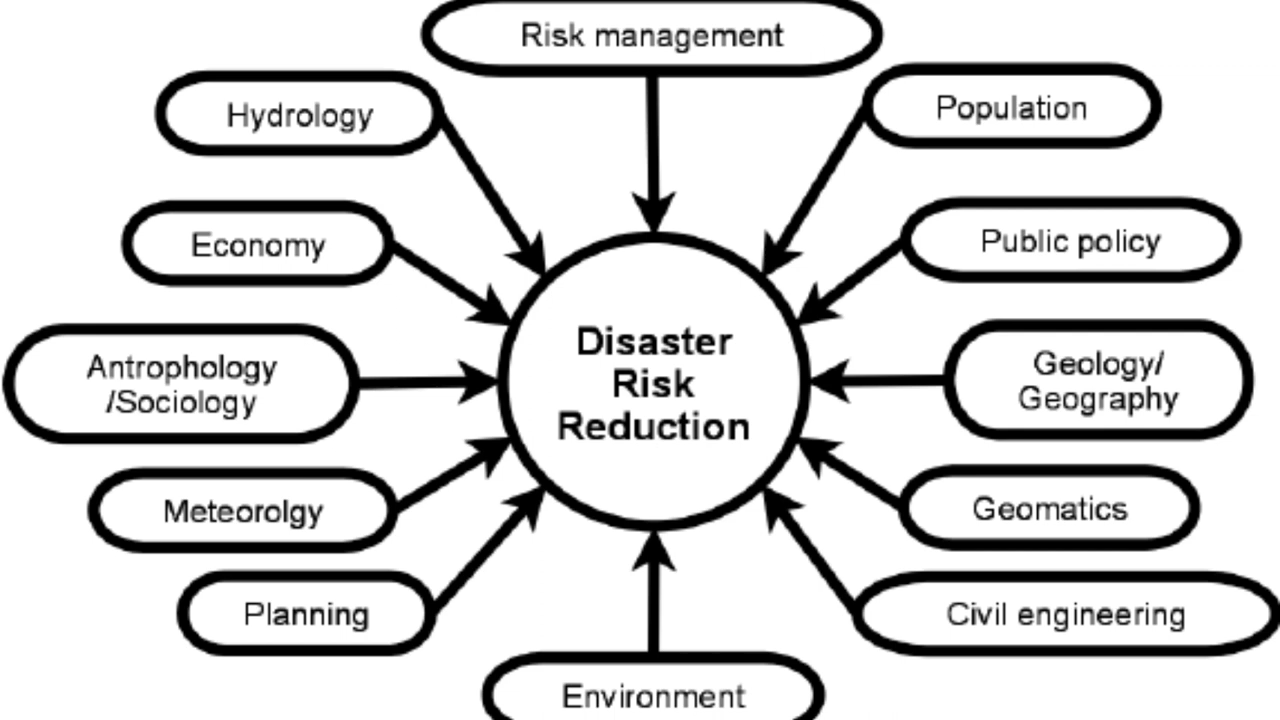 Risk management
Hydrology
Population
Economy
Public policy
Disaster
Risk
Reduction
Antrophology
/Sociology
Geology/
Geography
Meteorolgy
Geomatics
Planning
Civil engineering
Environment